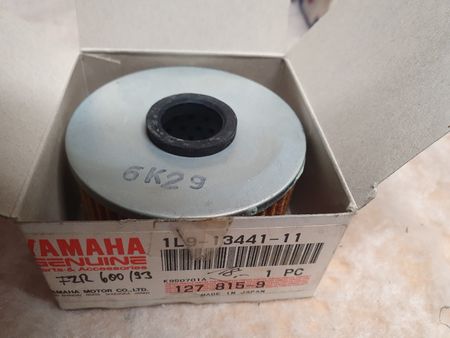 6K29
YAMAHA
GENUINE
Parts & Accessories
FZR 600 (93
YAMAHA MOTOR CO., LTD.
1L9-13441-11
K990701A
1 PC
127 815-9
MADE IN JAPAN